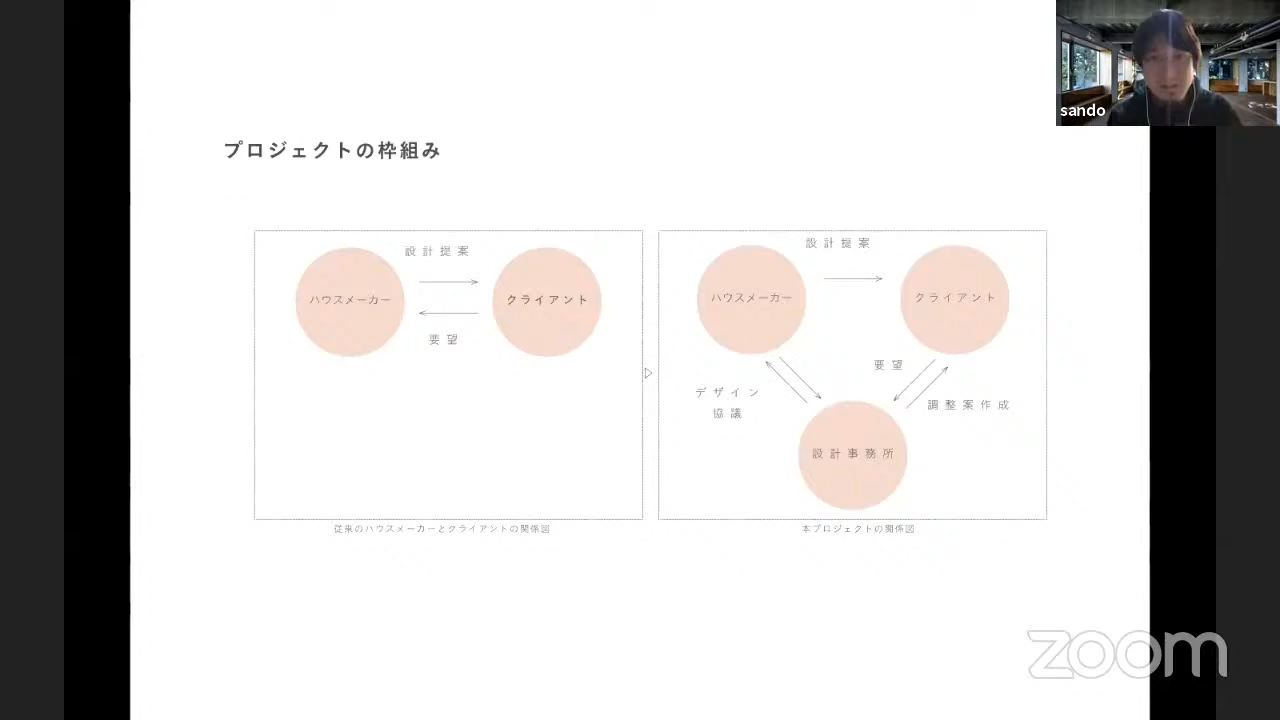 sando
プロジェクトの枠組み
設計提案
ハウスメーカー
クライアント
要望
設計提案
ハウスメーカー
クライアント
要望
デザイン
協議
調整案作成
設計事務所
従来のハウスメーカーとクライアントの関係図
本プロジェクトの関係図
zoom